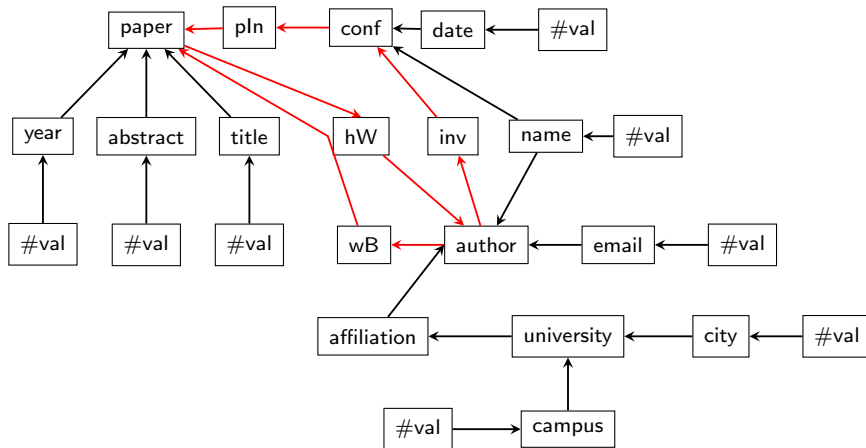 paper
pIn
conf
date
#val
year
abstract
title
hW
inv
name
#val
#val
#val
#val
wB
author
email
#val
affiliation
university
city
#val
#val
campus